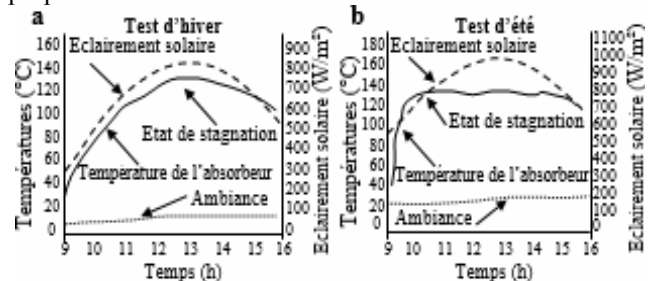 a
Test d'hiver
Températures (°C)
160
140
120
100
80
60
40
20
0
Eclairement solaire
Etat de stagnation
Température de l'absorbeur
Ambiance
900
800
700
600
500
400
300
200
100
0
Eclairement solaire (W/m²)
9 10 11 12 13 14 15 16
Temps (h)
b
Test d'été
Températures (°C)
180
160
140
120
100
80
60
40
20
0
Eclairement solaire
Etat de stagnation
Température de l'absorbeur
Ambiance
1100
1000
900
800
700
600
500
400
300
200
100
0
Eclairement solaire (W/m²)
9 10 11 12 13 14 15 16
Temps (h)